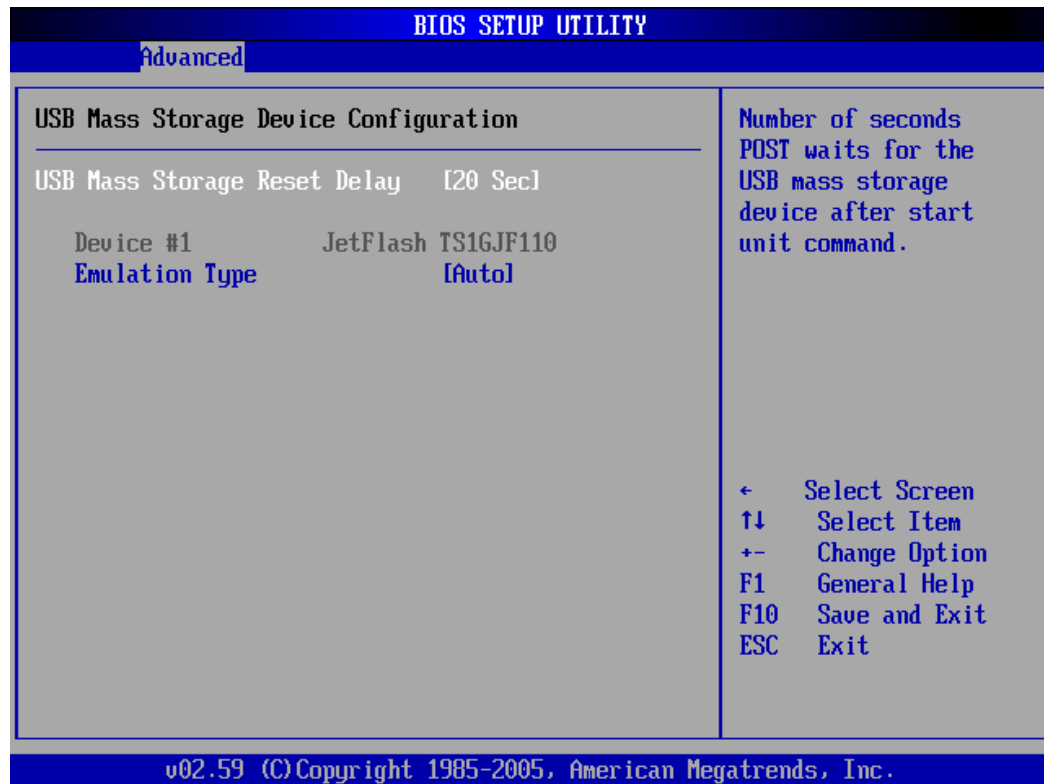 BIOS SETUP UTILITY
Advanced
USB Mass Storage Device Configuration
USB Mass Storage Reset Delay [20 Sec]
Device #1 JetFlash TS1GJF110
Emulation Type [Auto]
Number of seconds
POST waits for the
USB mass storage
device after start
unit command.
← Select Screen
↑↓ Select Item
+- Change Option
F1 General Help
F10 Save and Exit
ESC Exit
v02.59 (C)Copyright 1985-2005, American Megatrends, Inc.